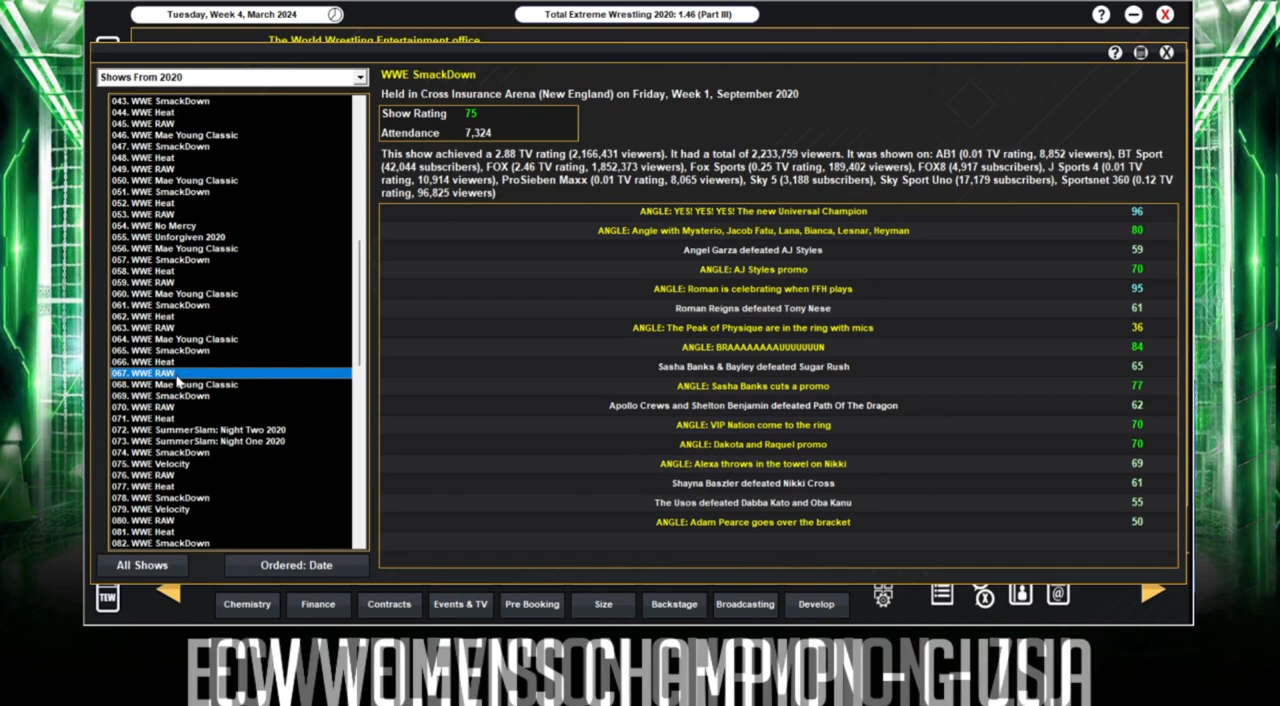 Tuesday, Week 4, March 2024
Total Extreme Wrestling 2020: 1.46 (Part III)
The World Wrestling Entertainment office
Shows From 2020
043. WWE SmackDown
044. WWE Heat
045. WWE RAW
046. WWE Mae Young Classic
047. WWE SmackDown
048. WWE Heat
049. WWE RAW
050. WWE Mae Young Classic
051. WWE SmackDown
052. WWE Heat
053. WWE RAW
054. WWE No Mercy
055. WWE Unforgiven 2020
056. WWE Mae Young Classic
057. WWE SmackDown
058. WWE Heat
059. WWE RAW
060. WWE Mae Young Classic
061. WWE SmackDown
062. WWE Heat
063. WWE RAW
064. WWE Mae Young Classic
065. WWE SmackDown
066. WWE Heat
067. WWE RAW
068. WWE Mae Young Classic
069. WWE SmackDown
070. WWE RAW
071. WWE Heat
072. WWE SummerSlam: Night Two 2020
073. WWE SummerSlam: Night One 2020
074. WWE SmackDown
075. WWE Velocity
076. WWE RAW
077. WWE Heat
078. WWE SmackDown
079. WWE Velocity
080. WWE RAW
081. WWE Heat
082. WWE SmackDown
All Shows
Ordered: Date
WWE SmackDown
Held in Cross Insurance Arena (New England) on Friday, Week 1, September 2020
Show Rating 75
Attendance 7,324
This show achieved a 2.88 TV rating (2,166,431 viewers). It had a total of 2,233,759 viewers. It was shown on: AB1 (0.01 TV rating, 8,852 viewers), BT Sport
(42,044 subscribers), FOX (2.46 TV rating, 1,852,373 viewers), Fox Sports (0.25 TV rating, 189,402 viewers), FOX8 (4,917 subscribers), J Sports 4 (0.01 TV
rating, 10,914 viewers), ProSieben Maxx (0.01 TV rating, 8,065 viewers), Sky 5 (3,188 subscribers), Sky Sport Uno (17,179 subscribers), Sportsnet 360 (0.12 TV
rating, 96,825 viewers)
ANGLE: YES! YES! YES! The new Universal Champion 96
ANGLE: Angle with Mysterio, Jacob Fatu, Lana, Bianca, Lesnar, Heyman 80
Angel Garza defeated AJ Styles 59
ANGLE: AJ Styles promo 70
ANGLE: Roman is celebrating when FFH plays 95
Roman Reigns defeated Tony Nese 61
ANGLE: The Peak of Physique are in the ring with mics 36
ANGLE: BRAAAAAAAAUUUUUUUN 84
Sasha Banks & Bayley defeated Sugar Rush 65
ANGLE: Sasha Banks cuts a promo 77
Apollo Crews and Shelton Benjamin defeated Path Of The Dragon 62
ANGLE: VIP Nation come to the ring 70
ANGLE: Dakota and Raquel promo 70
ANGLE: Alexa throws in the towel on Nikki 69
Shayna Baszler defeated Nikki Cross 61
The Usos defeated Dabba Kato and Oba Kanu 55
ANGLE: Adam Pearce goes over the bracket 50
TEW
Chemistry
Finance
Contracts
Events & TV
Pre Booking
Size
Backstage
Broadcasting
Develop